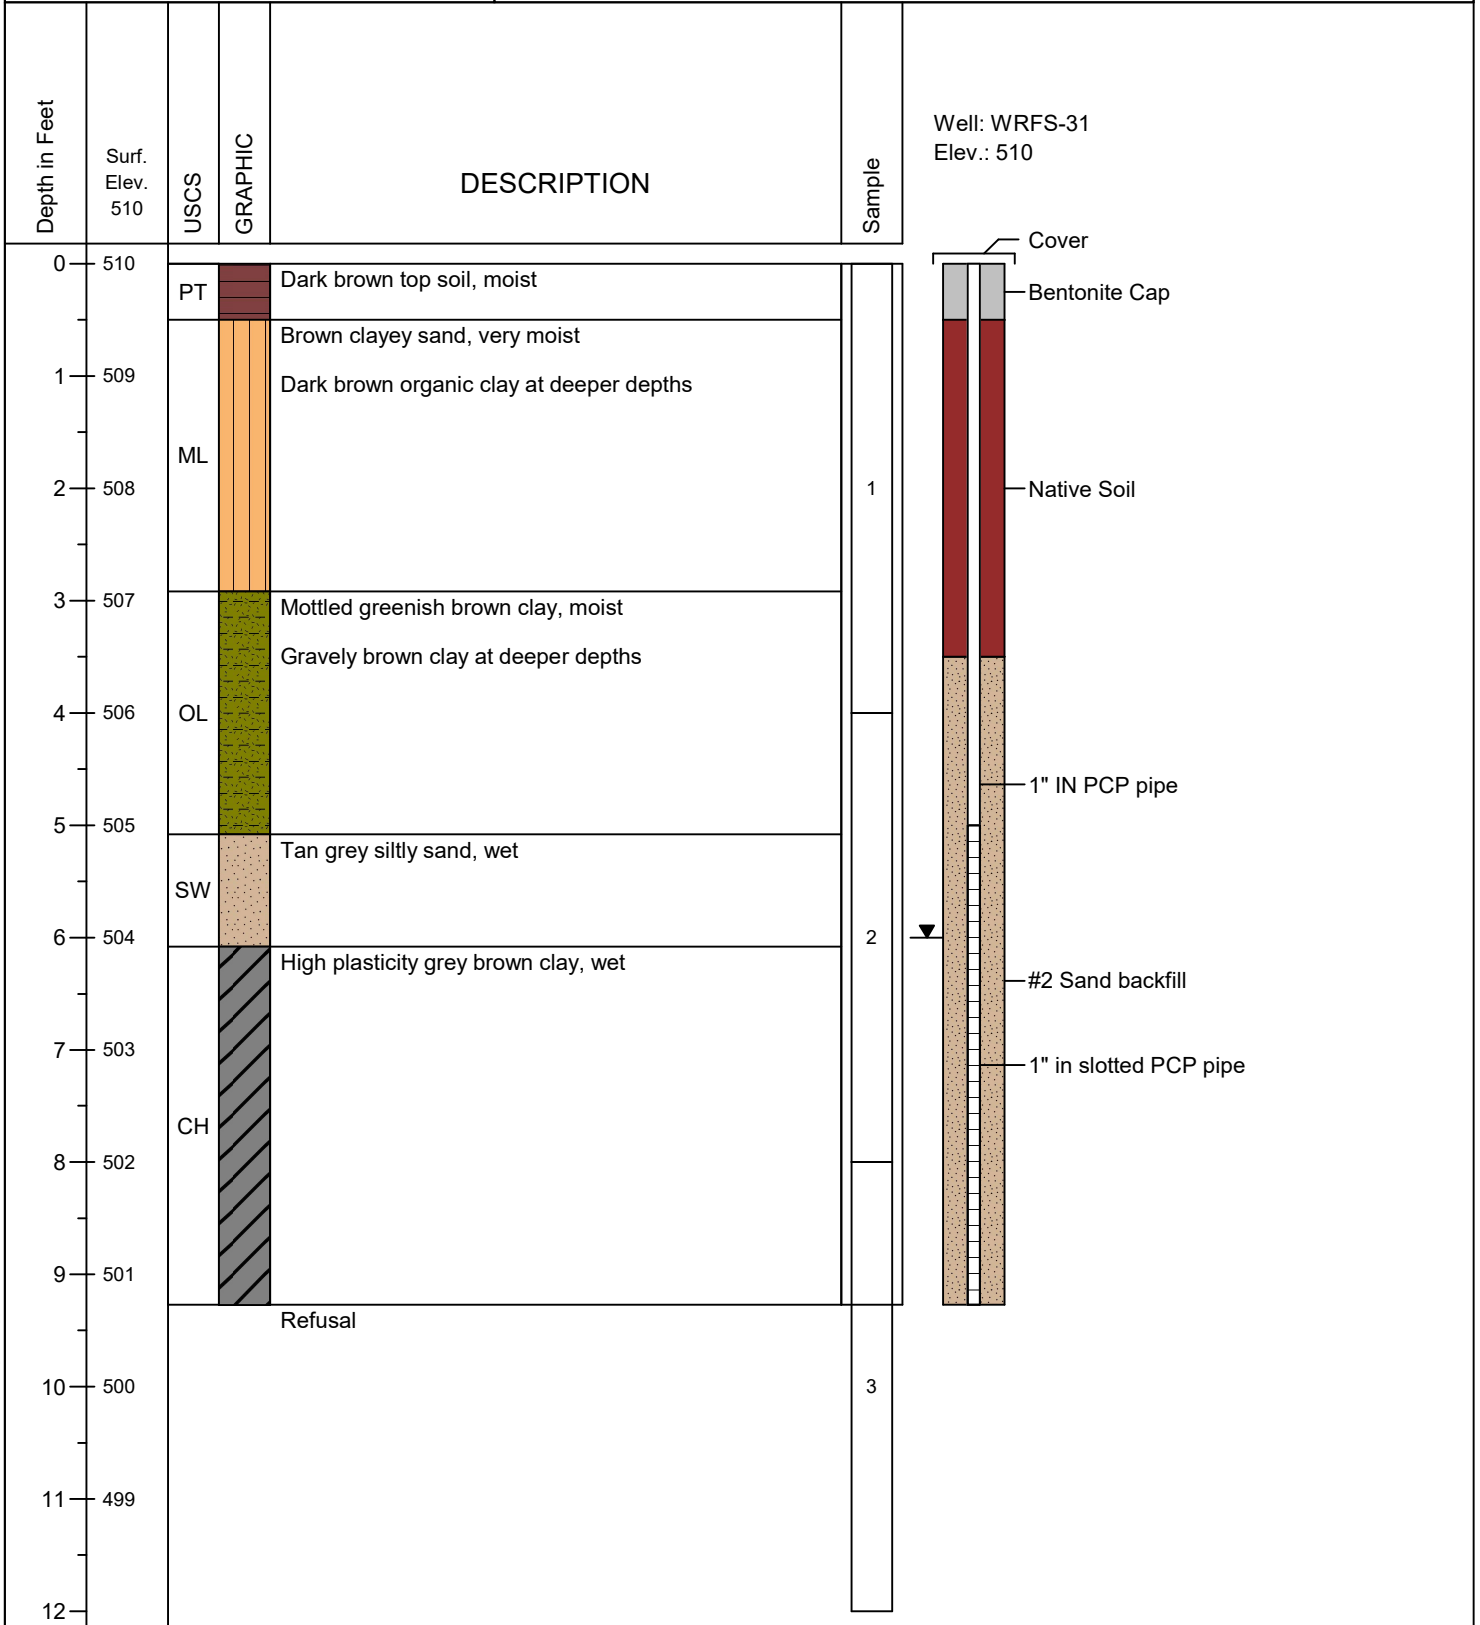 Depth in Feet
Surf.
Elev.
510
USCS
GRAPHIC
DESCRIPTION
Sample
Well: WRFS-31
Elev.: 510
Cover
0 510
PT
Dark brown top soil, moist
Bentonite Cap
Brown clayey sand, very moist
1 509
Dark brown organic clay at deeper depths
ML
2 508
1
Native Soil
3 507
Mottled greenish brown clay, moist
Gravely brown clay at deeper depths
4 506
OL
1" IN PCP pipe
5 505
Tan grey siltly sand, wet
SW
6 504
2
High plasticity grey brown clay, wet
#2 Sand backfill
7 503
1" in slotted PCP pipe
CH
8 502
9 501
Refusal
10 500
3
11 499
12